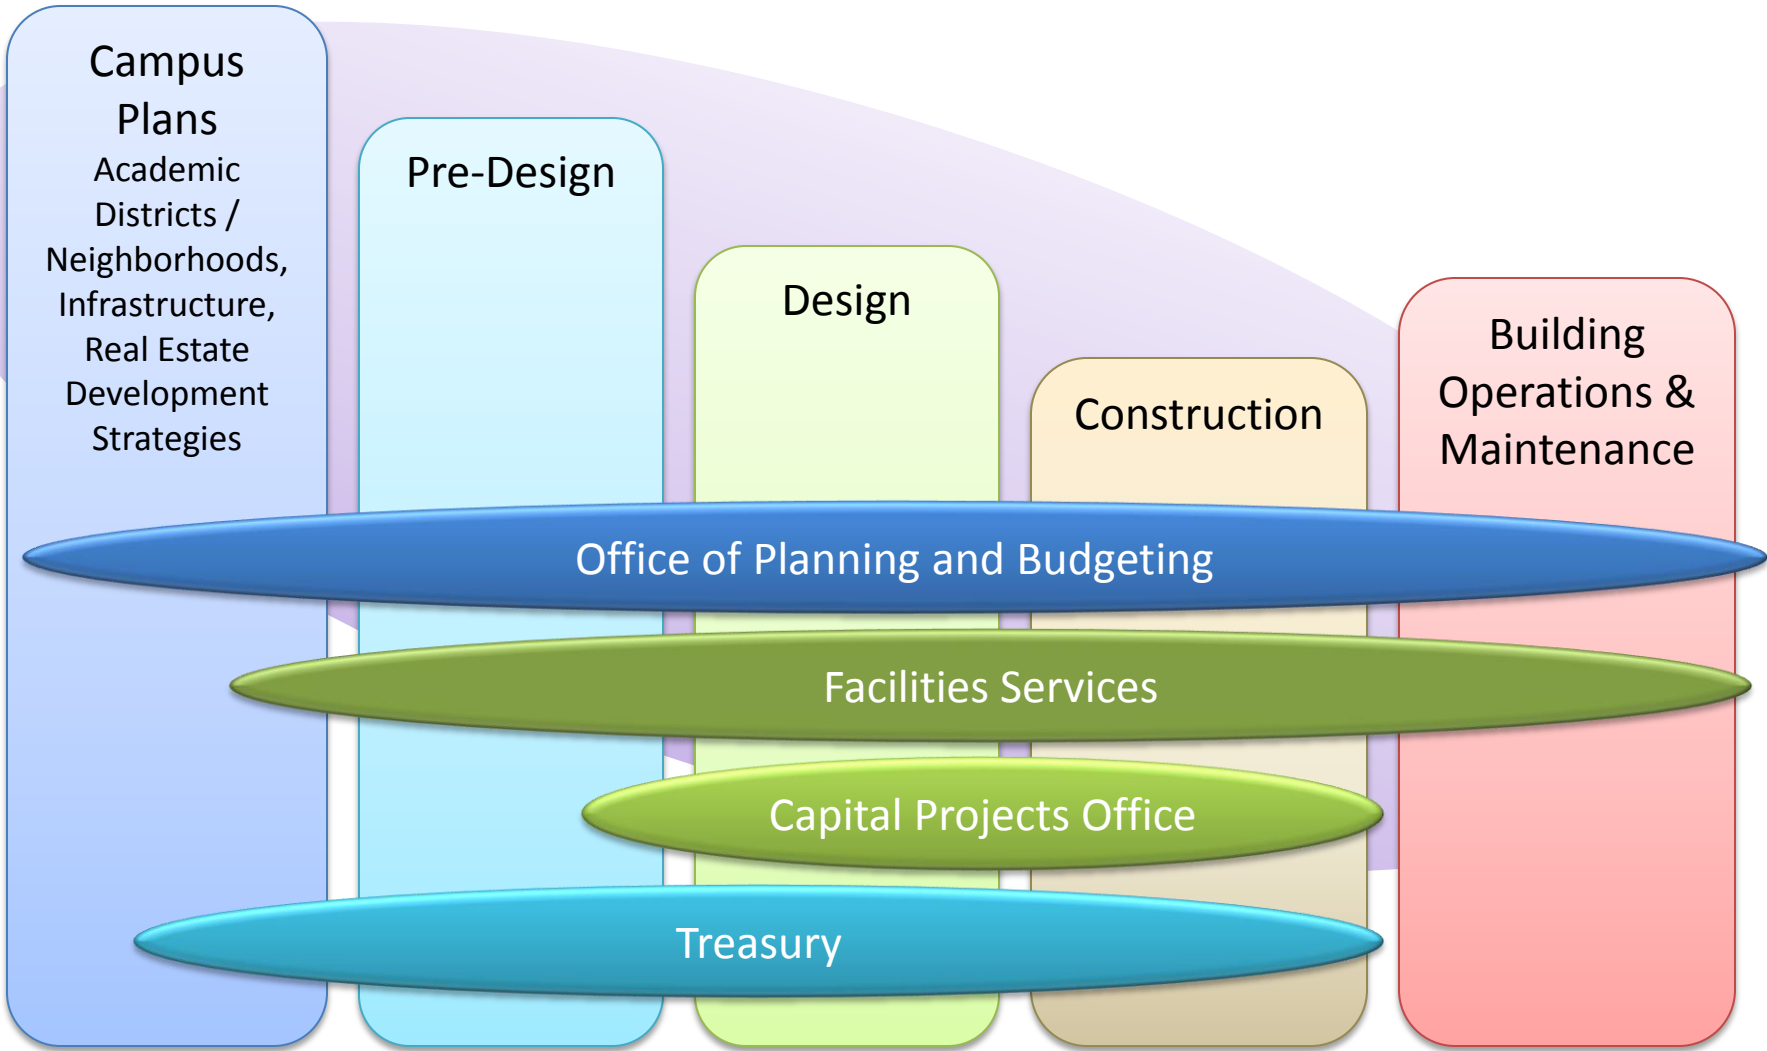 Campus
Plans
Academic
Districts /
Neighborhoods,
Infrastructure,
Real Estate
Development
Strategies
Pre-Design
Design
Construction
Building
Operations &
Maintenance
Office of Planning and Budgeting
Facilities Services
Capital Projects Office
Treasury